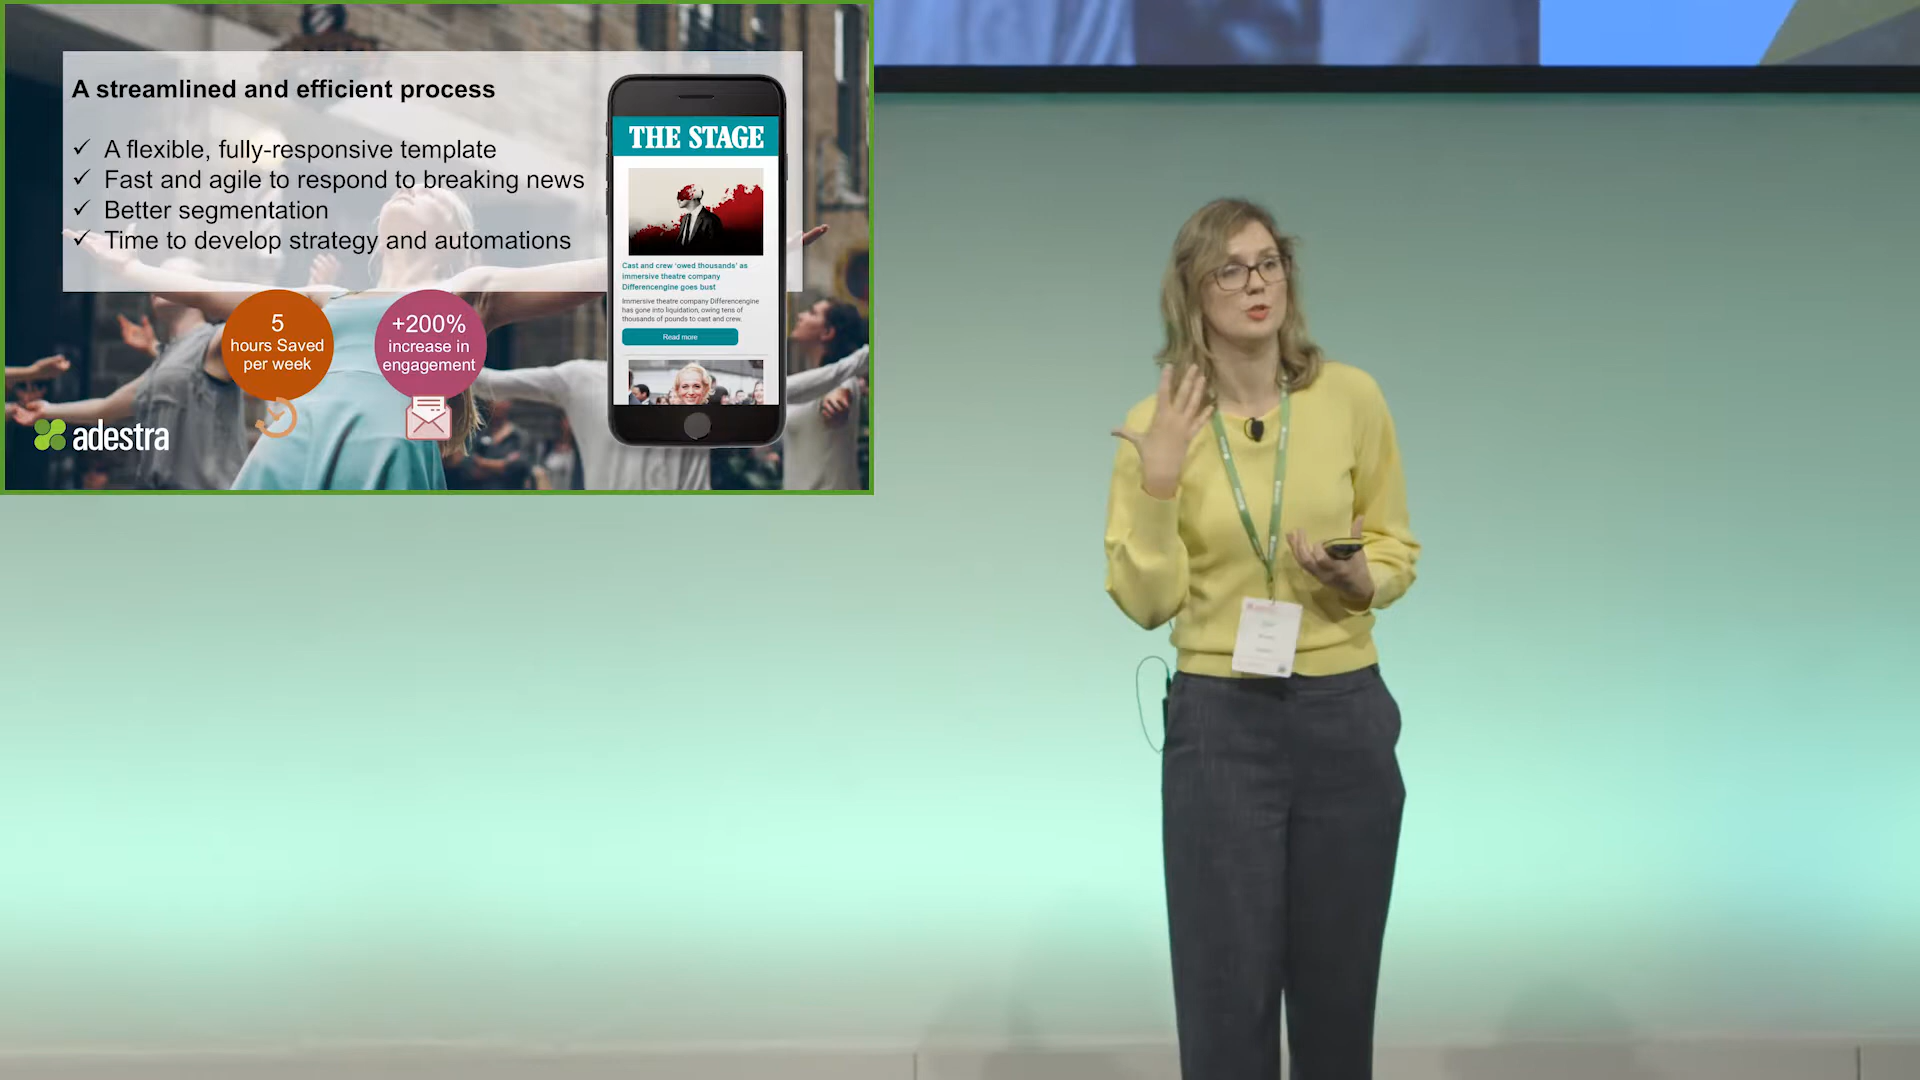 A streamlined and efficient process
✓ A flexible, fully-responsive template
✓ Fast and agile to respond to breaking news
✓ Better segmentation
✓ Time to develop strategy and automations
5
hours Saved
per week
+200%
increase in
engagement
adestra
THE STAGE
Cast and crew ‘owed thousands’ as
immersive theatre company
Differencengine goes bust
Immersive theatre company Differencengine
has gone into liquidation, owing tens of
thousands of pounds to cast and crew.
Read more